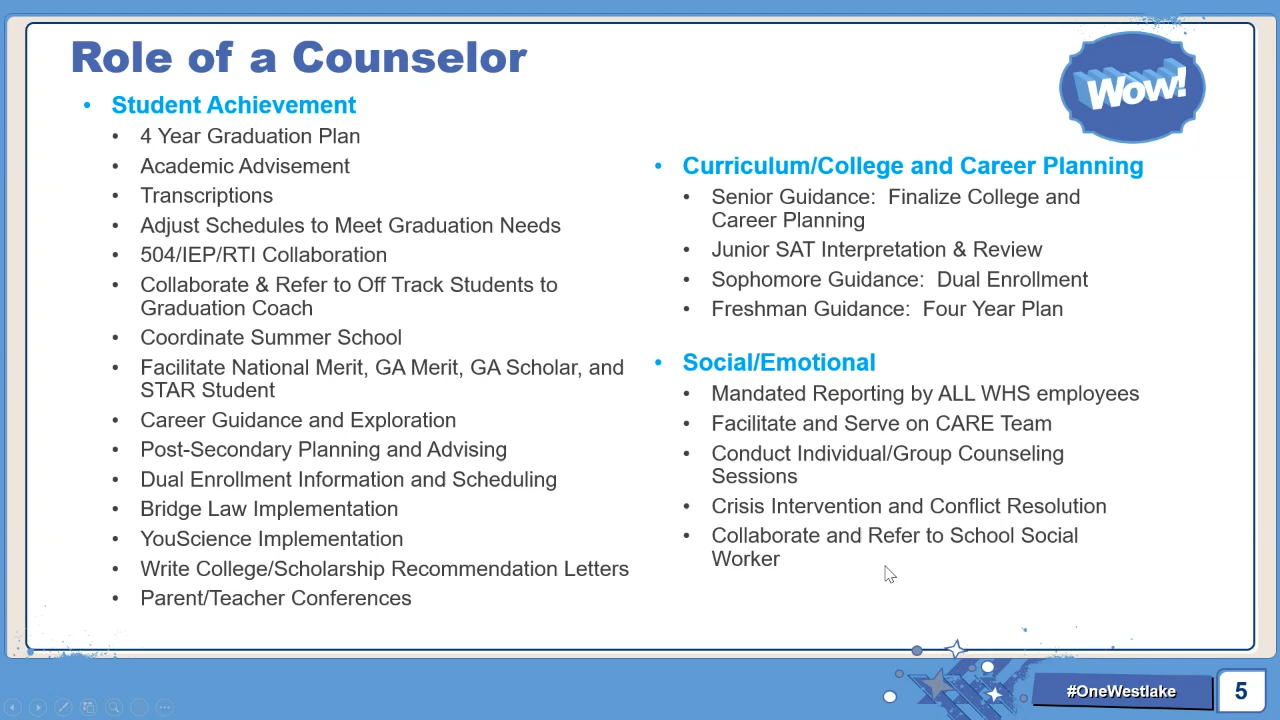 Role of a Counselor
Wow!
• Student Achievement
• 4 Year Graduation Plan
• Academic Advisement
• Transcriptions
• Adjust Schedules to Meet Graduation Needs
• 504/IEP/RTI Collaboration
• Collaborate & Refer to Off Track Students to
Graduation Coach
• Coordinate Summer School
• Facilitate National Merit, GA Merit, GA Scholar, and
STAR Student
• Career Guidance and Exploration
• Post-Secondary Planning and Advising
• Dual Enrollment Information and Scheduling
• Bridge Law Implementation
• YouScience Implementation
• Write College/Scholarship Recommendation Letters
• Parent/Teacher Conferences
• Curriculum/College and Career Planning
• Senior Guidance: Finalize College and
Career Planning
• Junior SAT Interpretation & Review
• Sophomore Guidance: Dual Enrollment
• Freshman Guidance: Four Year Plan
• Social/Emotional
• Mandated Reporting by ALL WHS employees
• Facilitate and Serve on CARE Team
• Conduct Individual/Group Counseling
Sessions
• Crisis Intervention and Conflict Resolution
• Collaborate and Refer to School Social
Worker
#OneWestlake
5